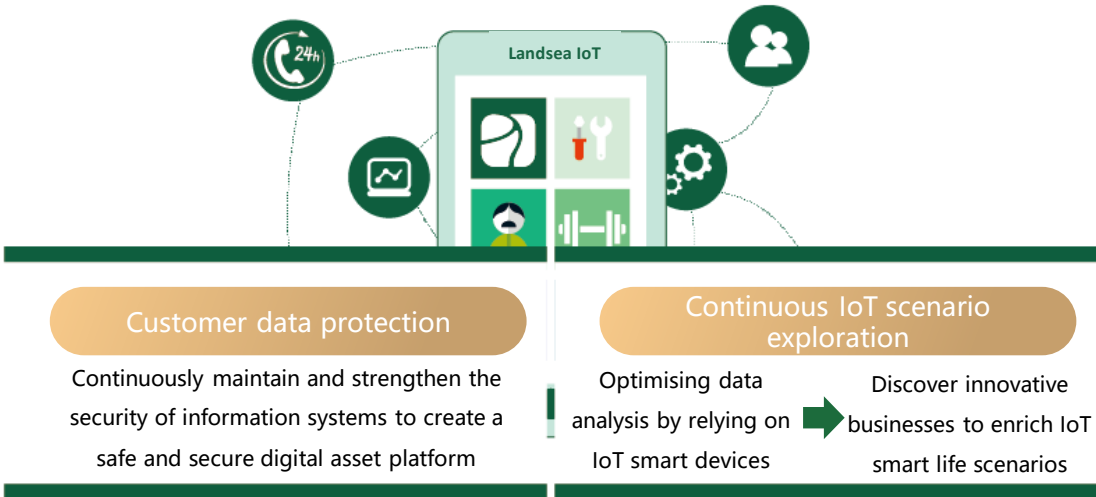 24h
Landsea IoT
Customer data protection
Continuously maintain and strengthen the
security of information systems to create a
safe and secure digital asset platform
Continuous IoT scenario
exploration
Optimising data
analysis by relying on
IoT smart devices
Discover innovative
businesses to enrich IoT
smart life scenarios